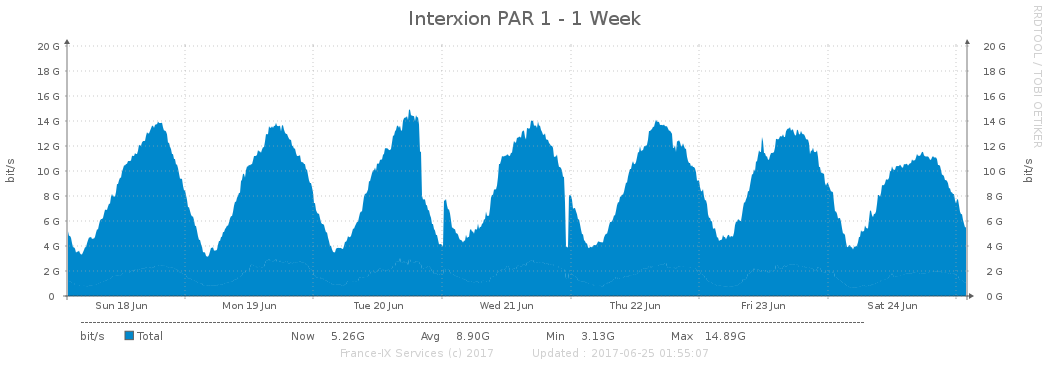 Interxion PAR 1 - 1 Week
RRDTOOL / TOBI OETIKER
20 G 20 G
18 G 18 G
16 G 16 G
14 G 14 G
12 G 12 G
10 G 10 G
8 G 8 G
6 G 6 G
4 G 4 G
2 G 2 G
0 0 G
bit/s
bit/s
Sun 18 Jun Mon 19 Jun Tue 20 Jun Wed 21 Jun Thu 22 Jun Fri 23 Jun Sat 24 Jun
bit/s Total Now 5.26G Avg 8.90G Min 3.13G Max 14.89G
France-IX Services (c) 2017 Updated : 2017-06-25 01:55:07